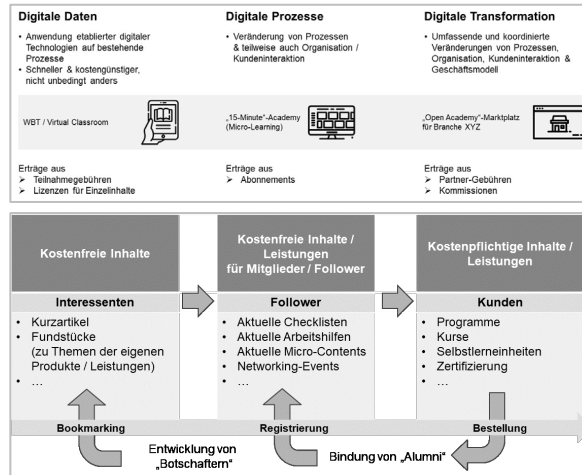 Digitale Daten
• Anwendung etablierter digitaler
Technologien auf bestehende
Prozesse
• Schneller & kostengünstiger,
nicht unbedingt anders
WBT / Virtual Classroom
Erträge aus
➢ Teilnahmegebühren
➢ Lizenzen für Einzelinhalte
Digitale Prozesse
• Veränderung von Prozessen
& teilweise auch Organisation /
Kundeninteraktion
„15-Minute“-Academy
(Micro-Learning)
Erträge aus
➢ Abonnements
Digitale Transformation
• Umfassende und koordinierte
Veränderungen von Prozessen,
Organisation, Kundeninteraktion &
Geschäftsmodell
„Open Academy“-Marktplatz
für Branche XYZ
Erträge aus
➢ Partner-Gebühren
➢ Kommissionen
Kostenfreie Inhalte
Interessenten
• Kurzartikel
• Fundstücke
(zu Themen der eigenen
Produkte / Leistungen)
• …
Kostenfreie Inhalte /
Leistungen
für Mitglieder / Follower
Follower
• Aktuelle Checklisten
• Aktuelle Arbeitshilfen
• Aktuelle Micro-Contents
• Networking-Events
• …
Kostenpflichtige Inhalte /
Leistungen
Kunden
• Programme
• Kurse
• Selbstlerneinheiten
• Zertifizierung
• …
Bookmarking
Registrierung
Bestellung
Entwicklung von
„Botschaftern“
Bindung von „Alumni“